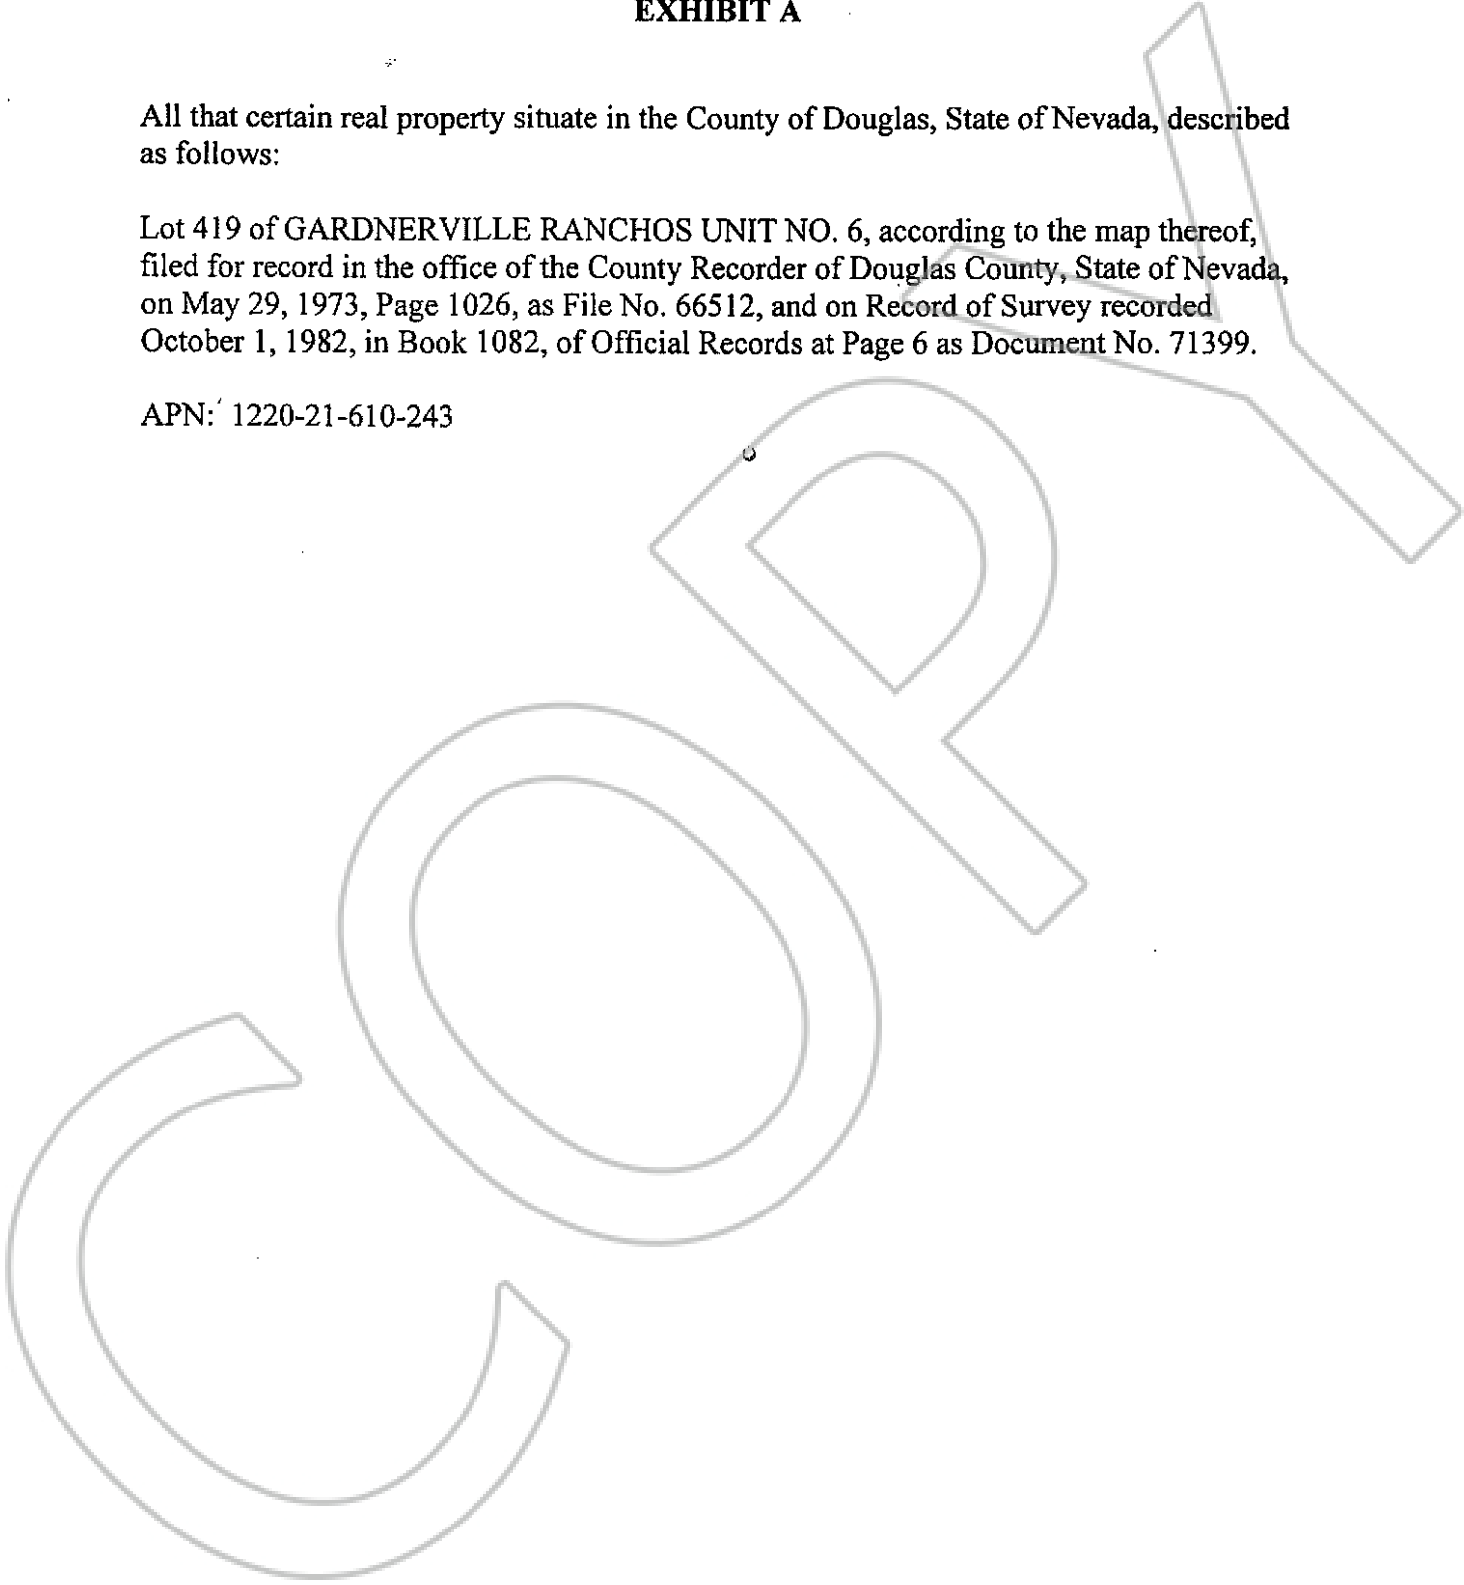 EXHIBIT A
All that certain real property situate in the County of Douglas, State of Nevada, described
as follows:
Lot 419 of GARDNERVILLE RANCHOS UNIT NO. 6, according to the map thereof,
filed for record in the office of the County Recorder of Douglas County, State of Nevada,
on May 29, 1973, Page 1026, as File No. 66512, and on Record of Survey recorded
October 1, 1982, in Book 1082, of Official Records at Page 6 as Document No. 71399.
APN: 1220-21-610-243
COPY